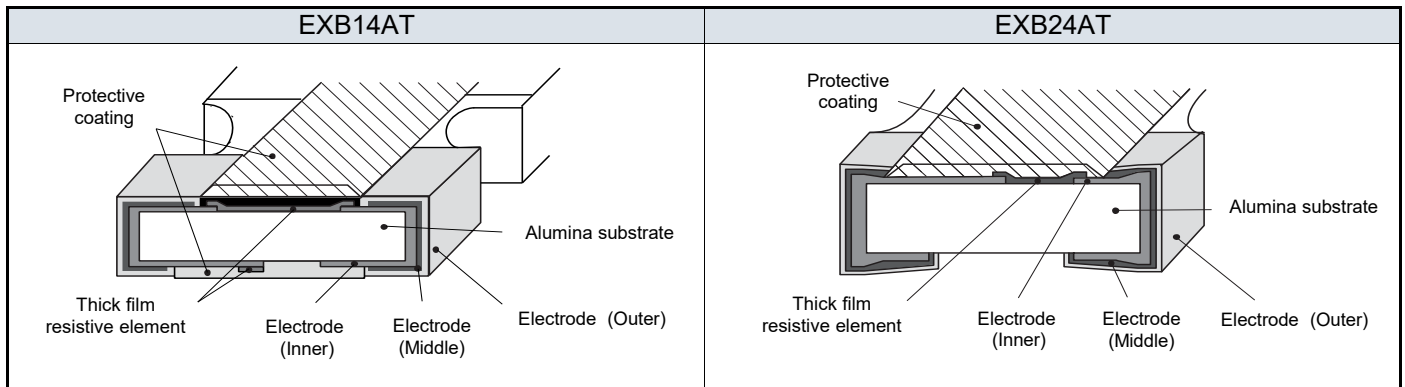 EXB14AT
Protective
coating
Alumina substrate
Thick film
resistive element
Electrode
(Inner)
Electrode
(Middle)
Electrode (Outer)
EXB24AT
Protective
coating
Alumina substrate
Thick film
resistive element
Electrode
(Inner)
Electrode
(Middle)
Electrode (Outer)